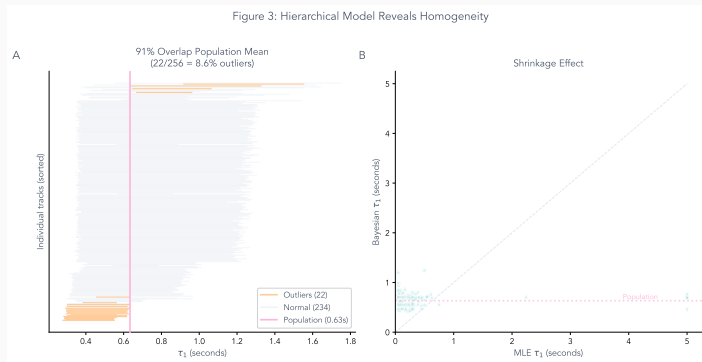 Figure 3: Hierarchical Model Reveals Homogeneity
A
91% Overlap Population Mean
(22/256 = 8.6% outliers)
Individual tracks (sorted)
Outliers (22)
Normal (234)
Population (0.63s)
0.4 0.6 0.8 1.0 1.2 1.4 1.6 1.8
τ₁ (seconds)
B
Shrinkage Effect
Bayesian τ₁ (seconds)
5
4
3
2
1
0
Population
0 1 2 3 4 5
MLE τ₁ (seconds)